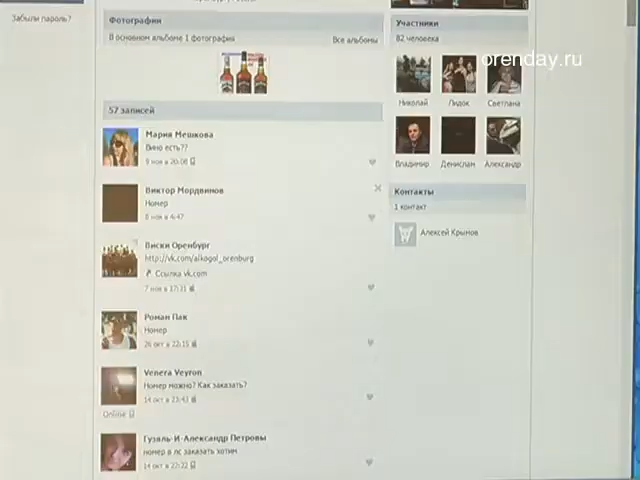 Забыли пароль?
Фотографии
В основном альбоме 1 фотография
Все альбомы
57 записей
Мария Мешкова
Вино есть??
9 ноя в 20:08
Виктор Мордвинов
Номер
8 ноя в 4:47
Виски Оренбург
http://vk.com/alkogol_orenburg
Ссылка vk.com
7 ноя в 17:31
Роман Пак
Номер
26 окт в 22:15
Venera Veyron
Номер можно? Как заказать?
14 окт в 23:43
Online
Гузяль-И-Александр Петровы
номер в лс заказать хотим
14 окт в 22:22
Участники
82 человека
orenday.ru
Николай
Лидок
Светлана
Владимир
Денислам
Александр
Контакты
1 контакт
Алексей Крымов